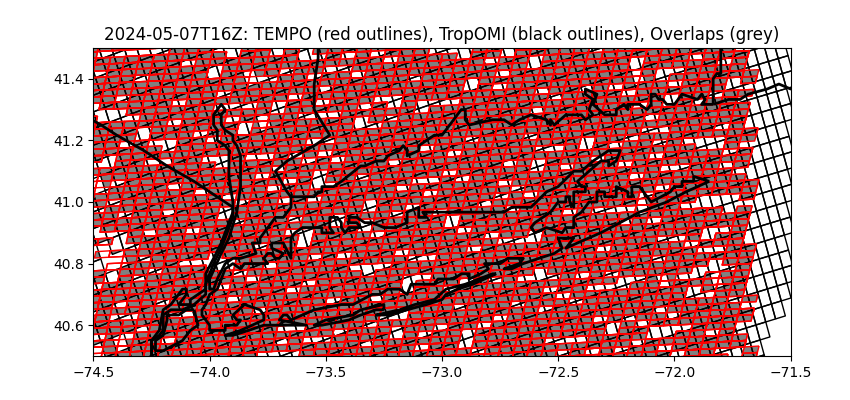 2024-05-07T16Z: TEMPO (red outlines), TropOMI (black outlines), Overlaps (grey)
41.4
41.2
41.0
40.8
40.6
−74.5 −74.0 −73.5 −73.0 −72.5 −72.0 −71.5